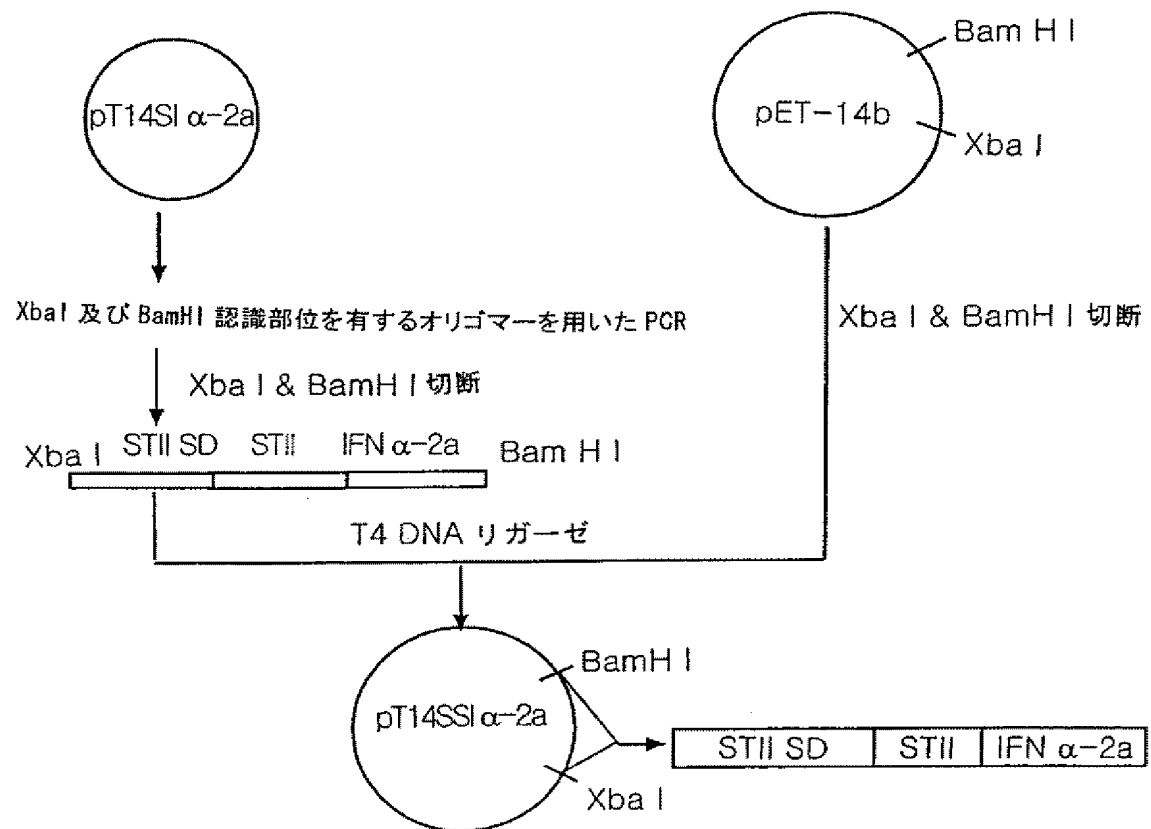 Bam H I
pT14SI α-2a
pET-14b
Xba I
XbaI 及び BamHI 認識部位を有するオリゴマーを用いた PCR
Xba I & BamH I 切断
Xba I & BamH I 切断
Xba I STII SD STII IFN α-2a Bam H I
T4 DNA リガーゼ
BamH I
pT14SSI α-2a
STII SD STII IFN α-2a
Xba I